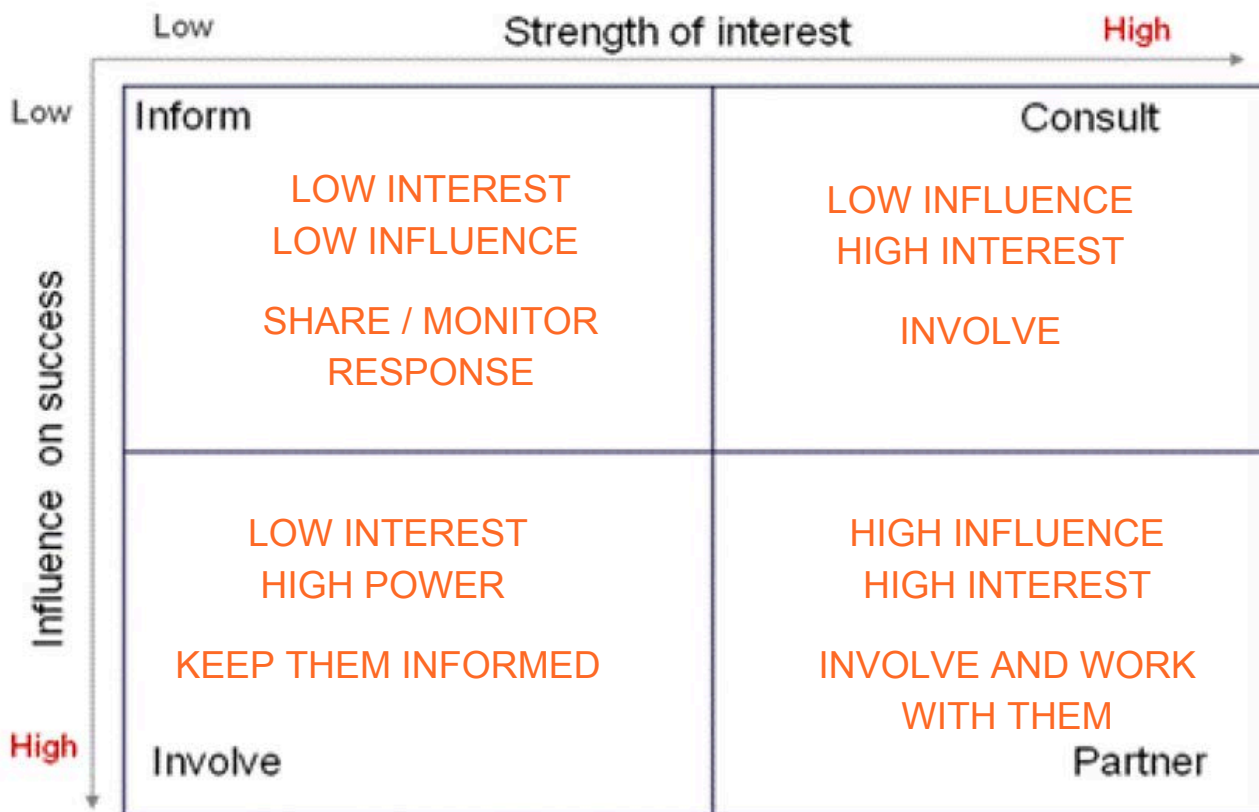 Low Strength of interest High
Low
Influence on success
High
Inform
LOW INTEREST
LOW INFLUENCE
SHARE / MONITOR
RESPONSE
Consult
LOW INFLUENCE
HIGH INTEREST
INVOLVE
LOW INTEREST
HIGH POWER
KEEP THEM INFORMED
Involve
HIGH INFLUENCE
HIGH INTEREST
INVOLVE AND WORK
WITH THEM
Partner